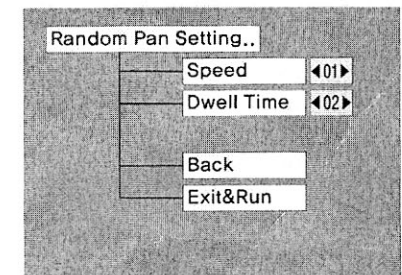 Random Pan Setting..
Speed ◀01▶
Dwell Time ◀02▶
Back
Exit&Run